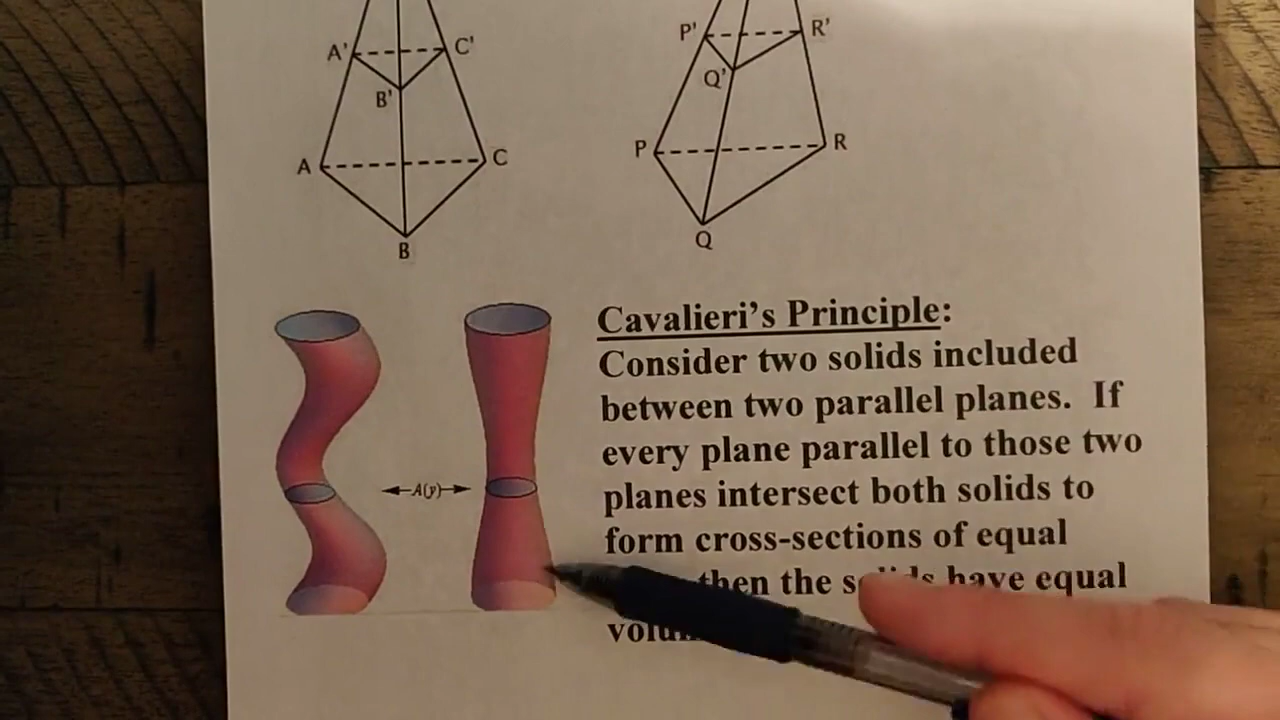 A' C' B'
P' R' Q'
A C B
P R Q
Cavalieri's Principle:
Consider two solids included
between two parallel planes. If
every plane parallel to those two
planes intersect both solids to
A(y)
form cross-sections of equal
then the solids have equal